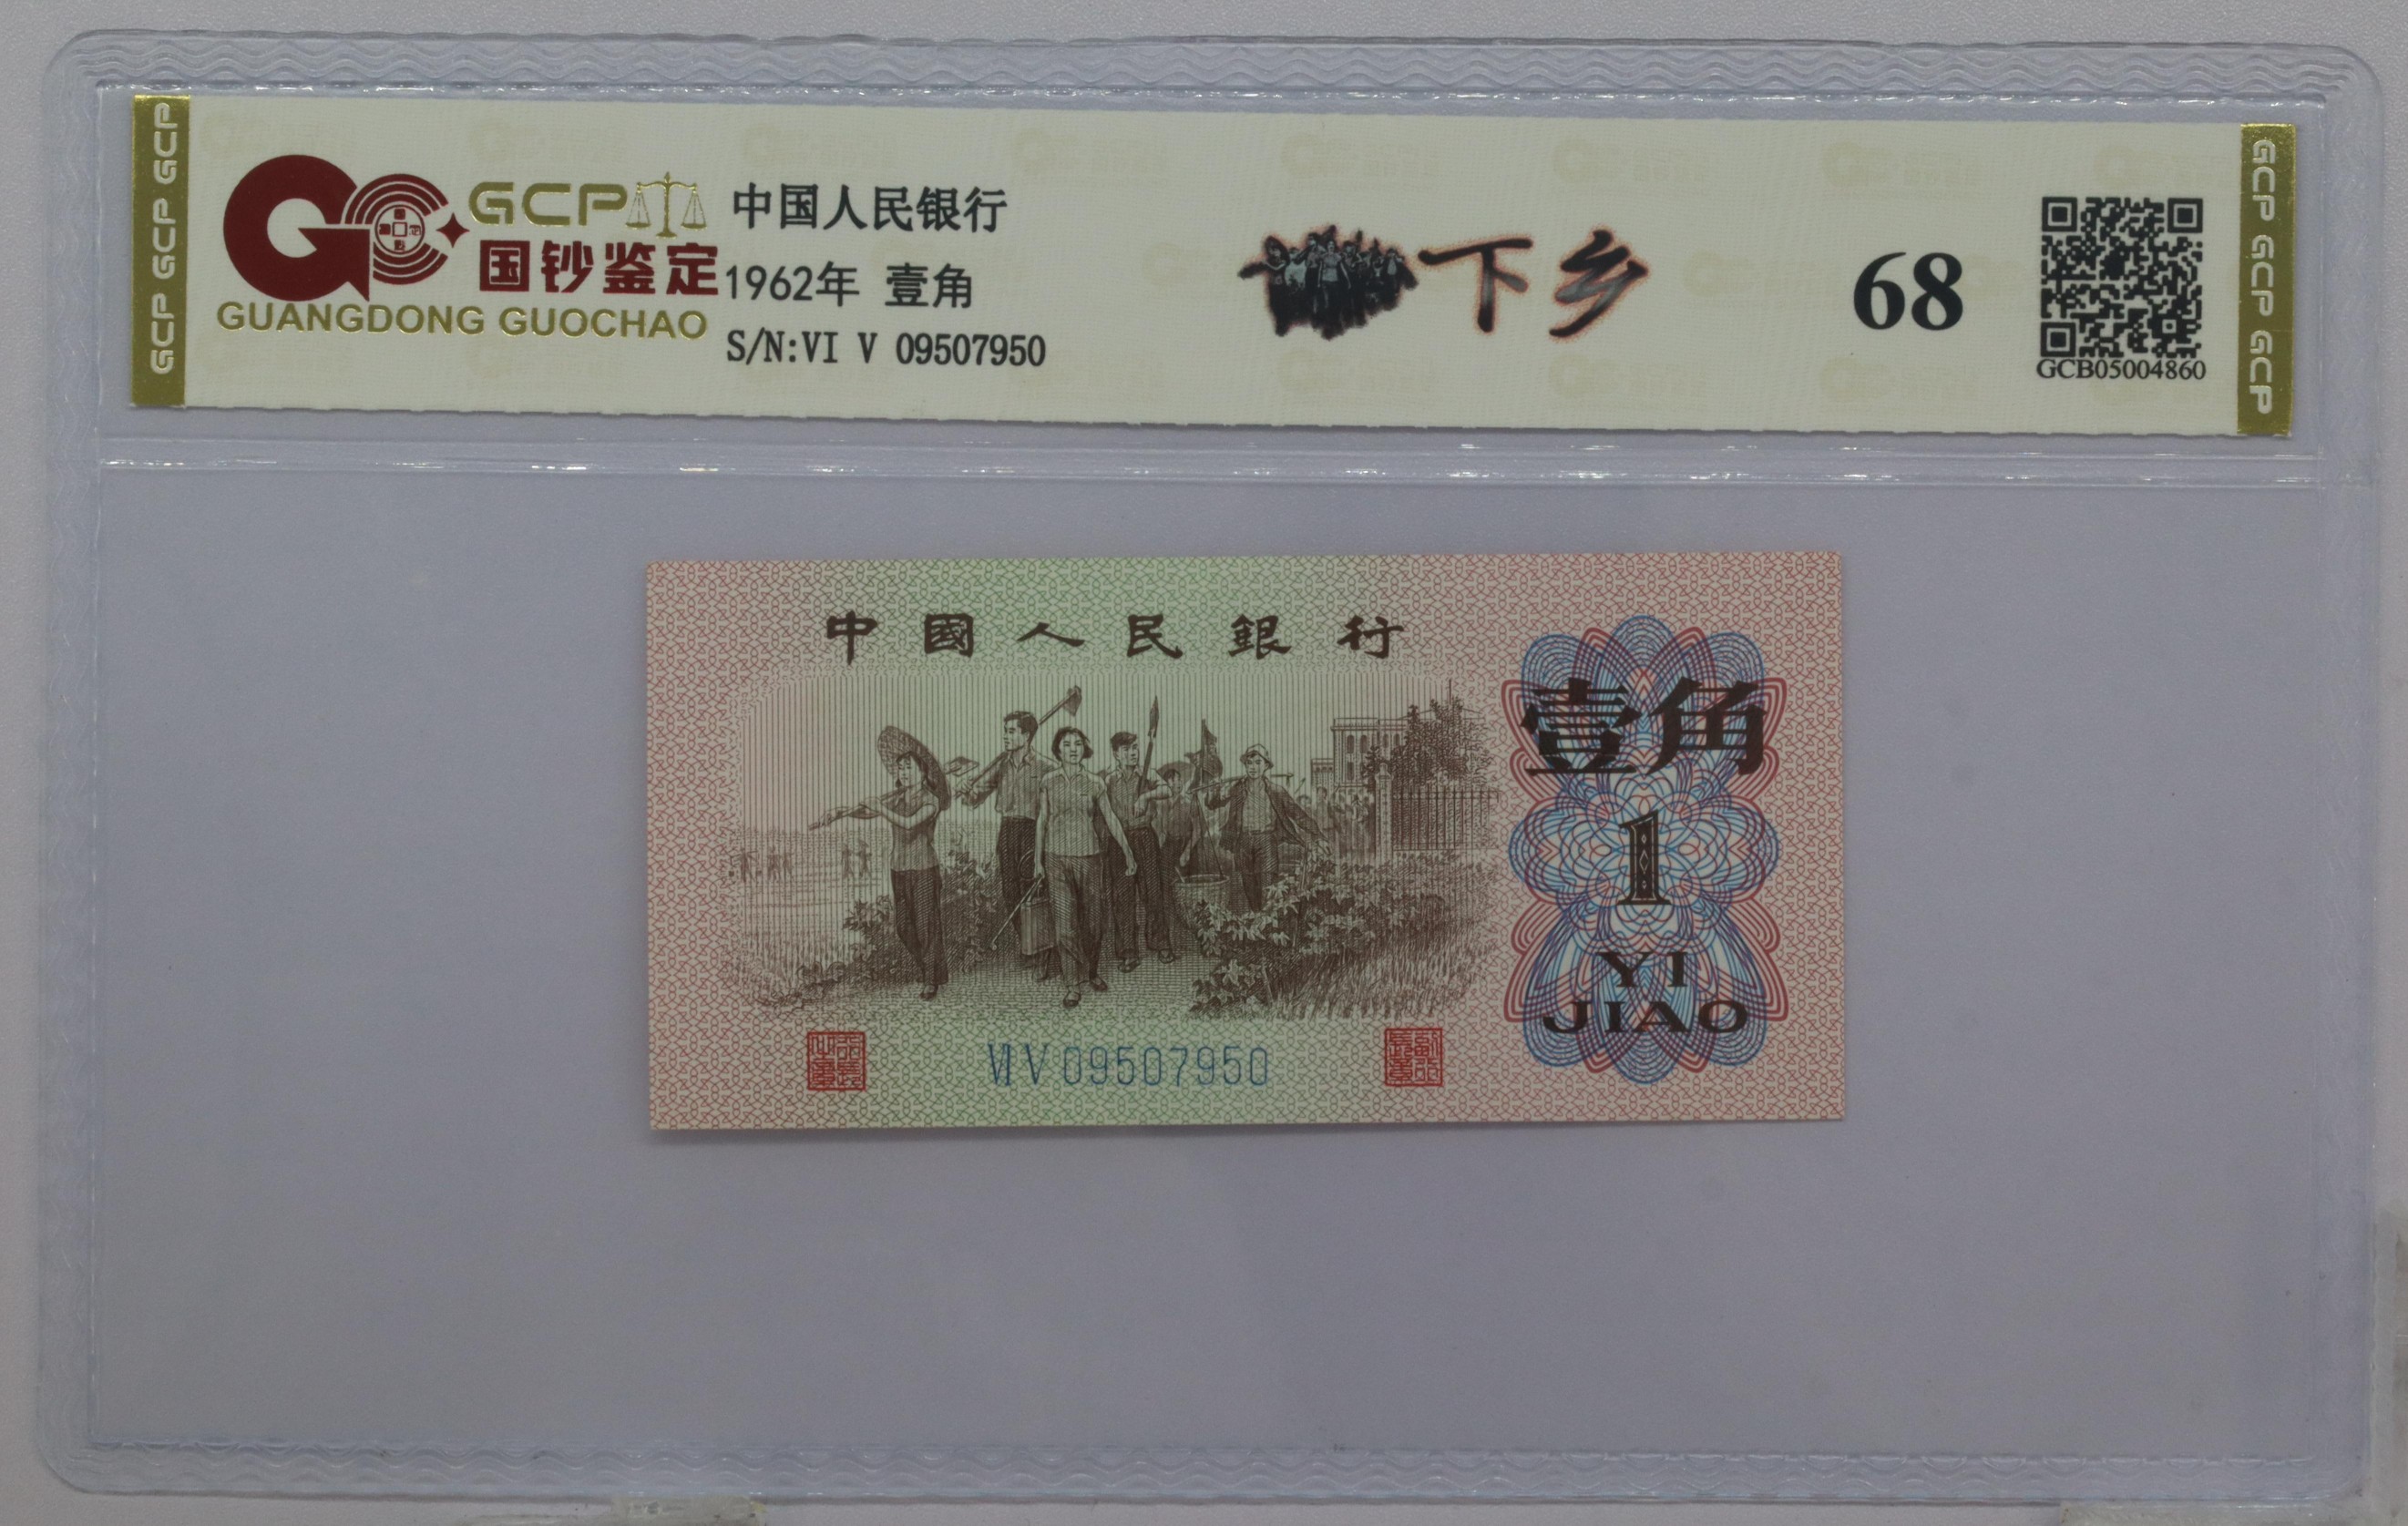 GCP GCP GCP
GCP
国钞鉴定
GUANGDONG GUOCHAO
中国人民银行
1962年 壹角
S/N:VI V 09507950
下乡
68
GCB05004860
GCP GCP GCP
中國人民銀行
壹角
1
YI
JIAO
VI V 09507950